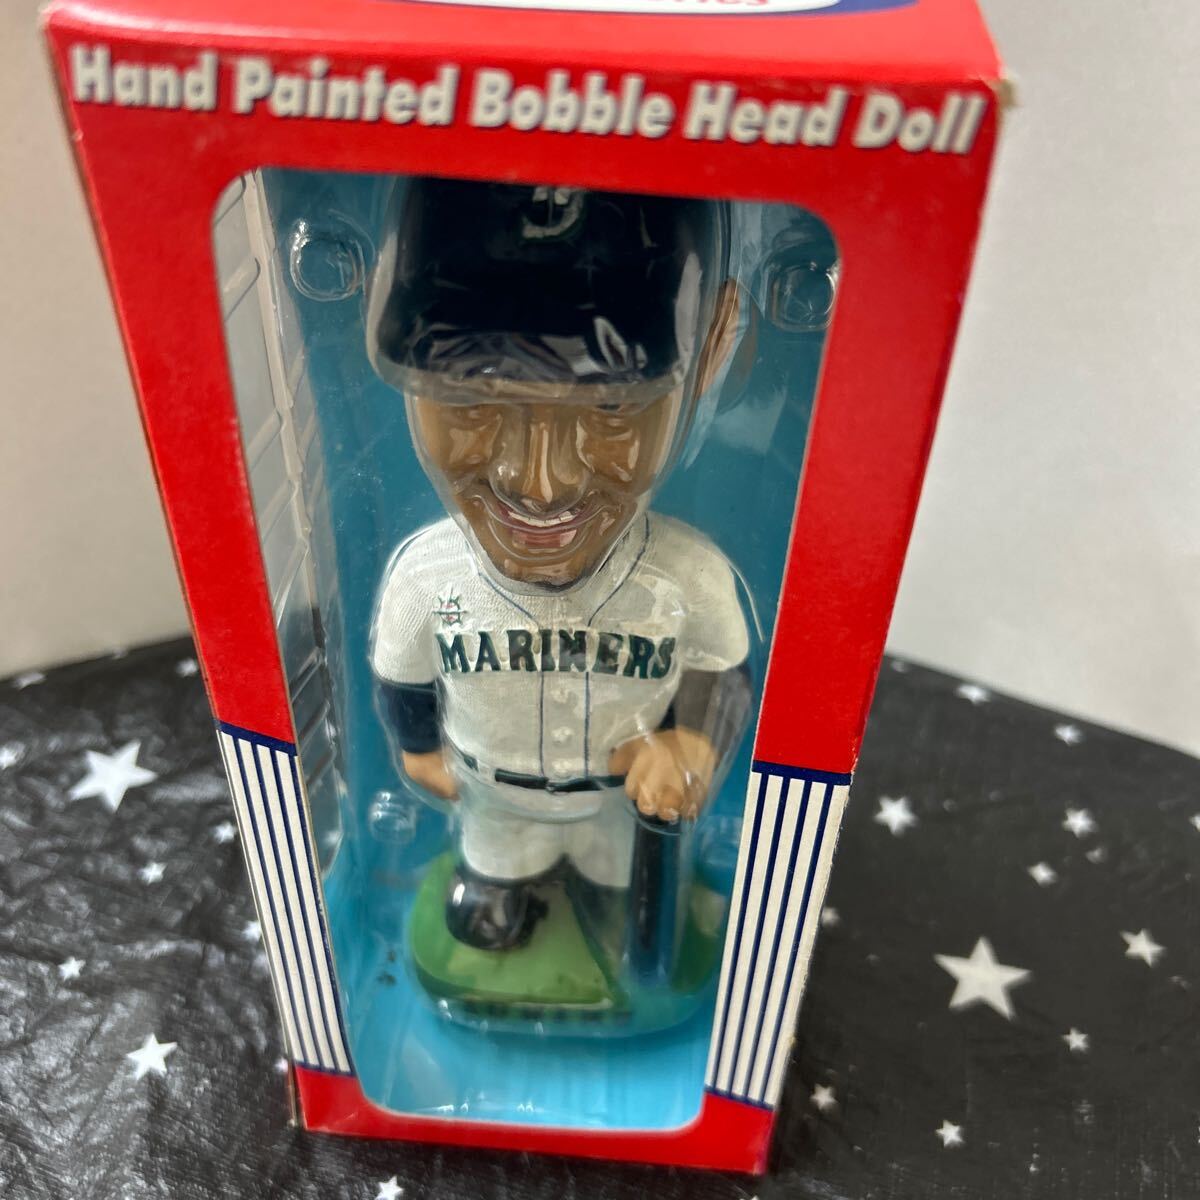 Hand Painted Bobble Head Doll
S
MARINERS